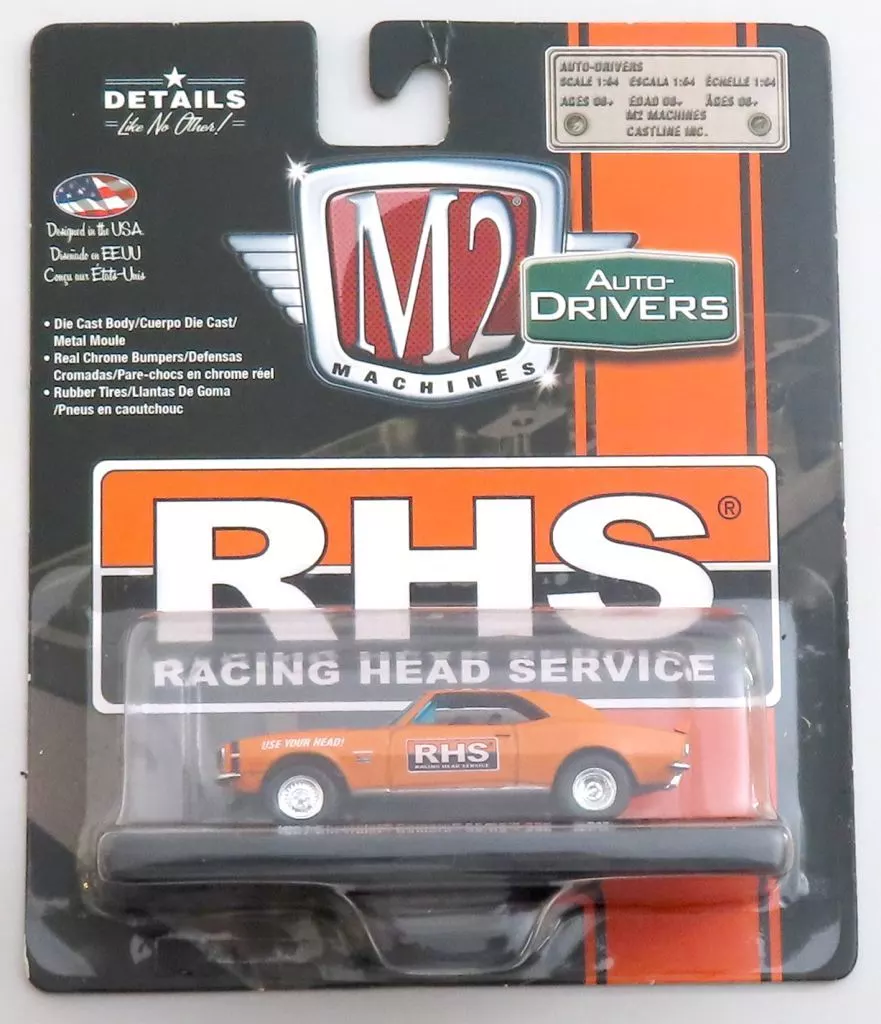 DETAILS
Like No Other!
AUTO-DRIVERS
SCALE 1:64 ESCALA 1:64 ÉCHELLE 1:64
AGES 08+ EDAD 08+ ÂGES 08+
M2 MACHINES
CASTLINE INC.
Designed in the USA.
Diseñado en EEUU
Conçu aux États-Unis
• Die Cast Body/Cuerpo Die Cast/
Metal Moule
• Real Chrome Bumpers/Defensas
Cromadas/Pare-chocs en chrome réel
• Rubber Tires/Llantas De Goma
/Pneus en caoutchouc
M2®
MACHINES
AUTO-
DRIVERS
RHS®
RACING HEAD SERVICE
USE YOUR HEAD!
RHS
RACING HEAD SERVICE